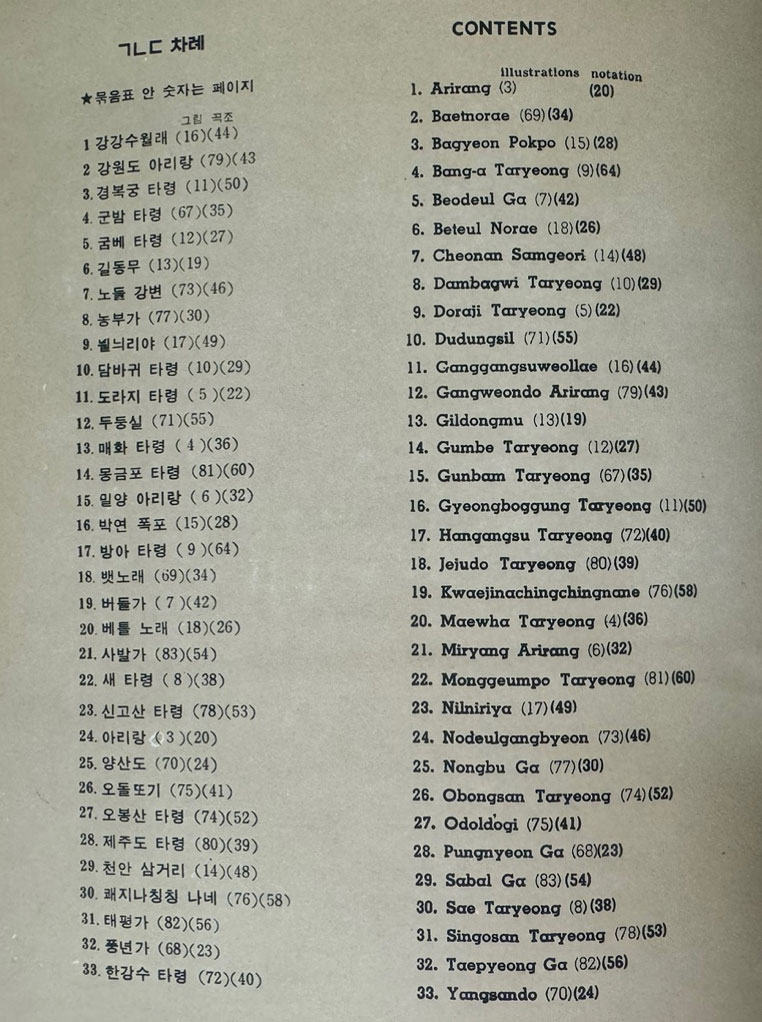 ㄱㄴㄷ 차례
★묶음표 안 숫자는 페이지
그림 곡조
1 강강수월래 (16)(44)
2 강원도 아리랑 (79)(43
3. 경복궁 타령 (11)(50)
4. 군밤 타령 (67)(35)
5. 굼베 타령 (12)(27)
6. 길동무 (13)(19)
7. 노들 강변 (73)(46)
8. 농부가 (77)(30)
9. 늴늬리야 (17)(49)
10. 담바귀 타령 (10)(29)
11. 도라지 타령 ( 5 )(22)
12. 두둥실 (71)(55)
13. 매화 타령 ( 4 )(36)
14. 몽금포 타령 (81)(60)
15. 밀양 아리랑 ( 6 )(32)
16. 박연 폭포 (15)(28)
17. 방아 타령 ( 9 )(64)
18. 뱃노래 (69)(34)
19. 버들가 ( 7 )(42)
20. 베틀 노래 (18)(26)
21. 사발가 (83)(54)
22. 새 타령 ( 8 )(38)
23. 신고산 타령 (78)(53)
24. 아리랑 ( 3 )(20)
25. 양산도 (70)(24)
26. 오돌또기 (75)(41)
27. 오봉산 타령 (74)(52)
28. 제주도 타령 (80)(39)
29. 천안 삼거리 (14)(48)
30. 쾌지나칭칭 나네 (76)(58)
31. 태평가 (82)(56)
32. 풍년가 (68)(23)
33. 한강수 타령 (72)(40)
CONTENTS
illustrations notation
1. Arirang (3) (20)
2. Baetnorae (69)(34)
3. Bagyeon Pokpo (15)(28)
4. Bang-a Taryeong (9)(64)
5. Beodeul Ga (7)(42)
6. Beteul Norae (18)(26)
7. Cheonan Samgeori (14)(48)
8. Dambagwi Taryeong (10)(29)
9. Doraji Taryeong (5)(22)
10. Dudungsil (71)(55)
11. Ganggangsuweollae (16)(44)
12. Gangweondo Arirang (79)(43)
13. Gildongmu (13)(19)
14. Gumbe Taryeong (12)(27)
15. Gunbam Taryeong (67)(35)
16. Gyeongboggung Taryeong (11)(50)
17. Hangangsu Taryeong (72)(40)
18. Jejudo Taryeong (80)(39)
19. Kwaejinachingchingnane (76)(58)
20. Maewha Taryeong (4)(36)
21. Miryang Arirang (6)(32)
22. Monggeumpo Taryeong (81)(60)
23. Nilniriya (17)(49)
24. Nodeulgangbyeon (73)(46)
25. Nongbu Ga (77)(30)
26. Obongsan Taryeong (74)(52)
27. Odold'ogi (75)(41)
28. Pungnyeon Ga (68)(23)
29. Sabal Ga (83)(54)
30. Sae Taryeong (8)(38)
31. Singosan Taryeong (78)(53)
32. Taepyeong Ga (82)(56)
33. Yangsando (70)(24)